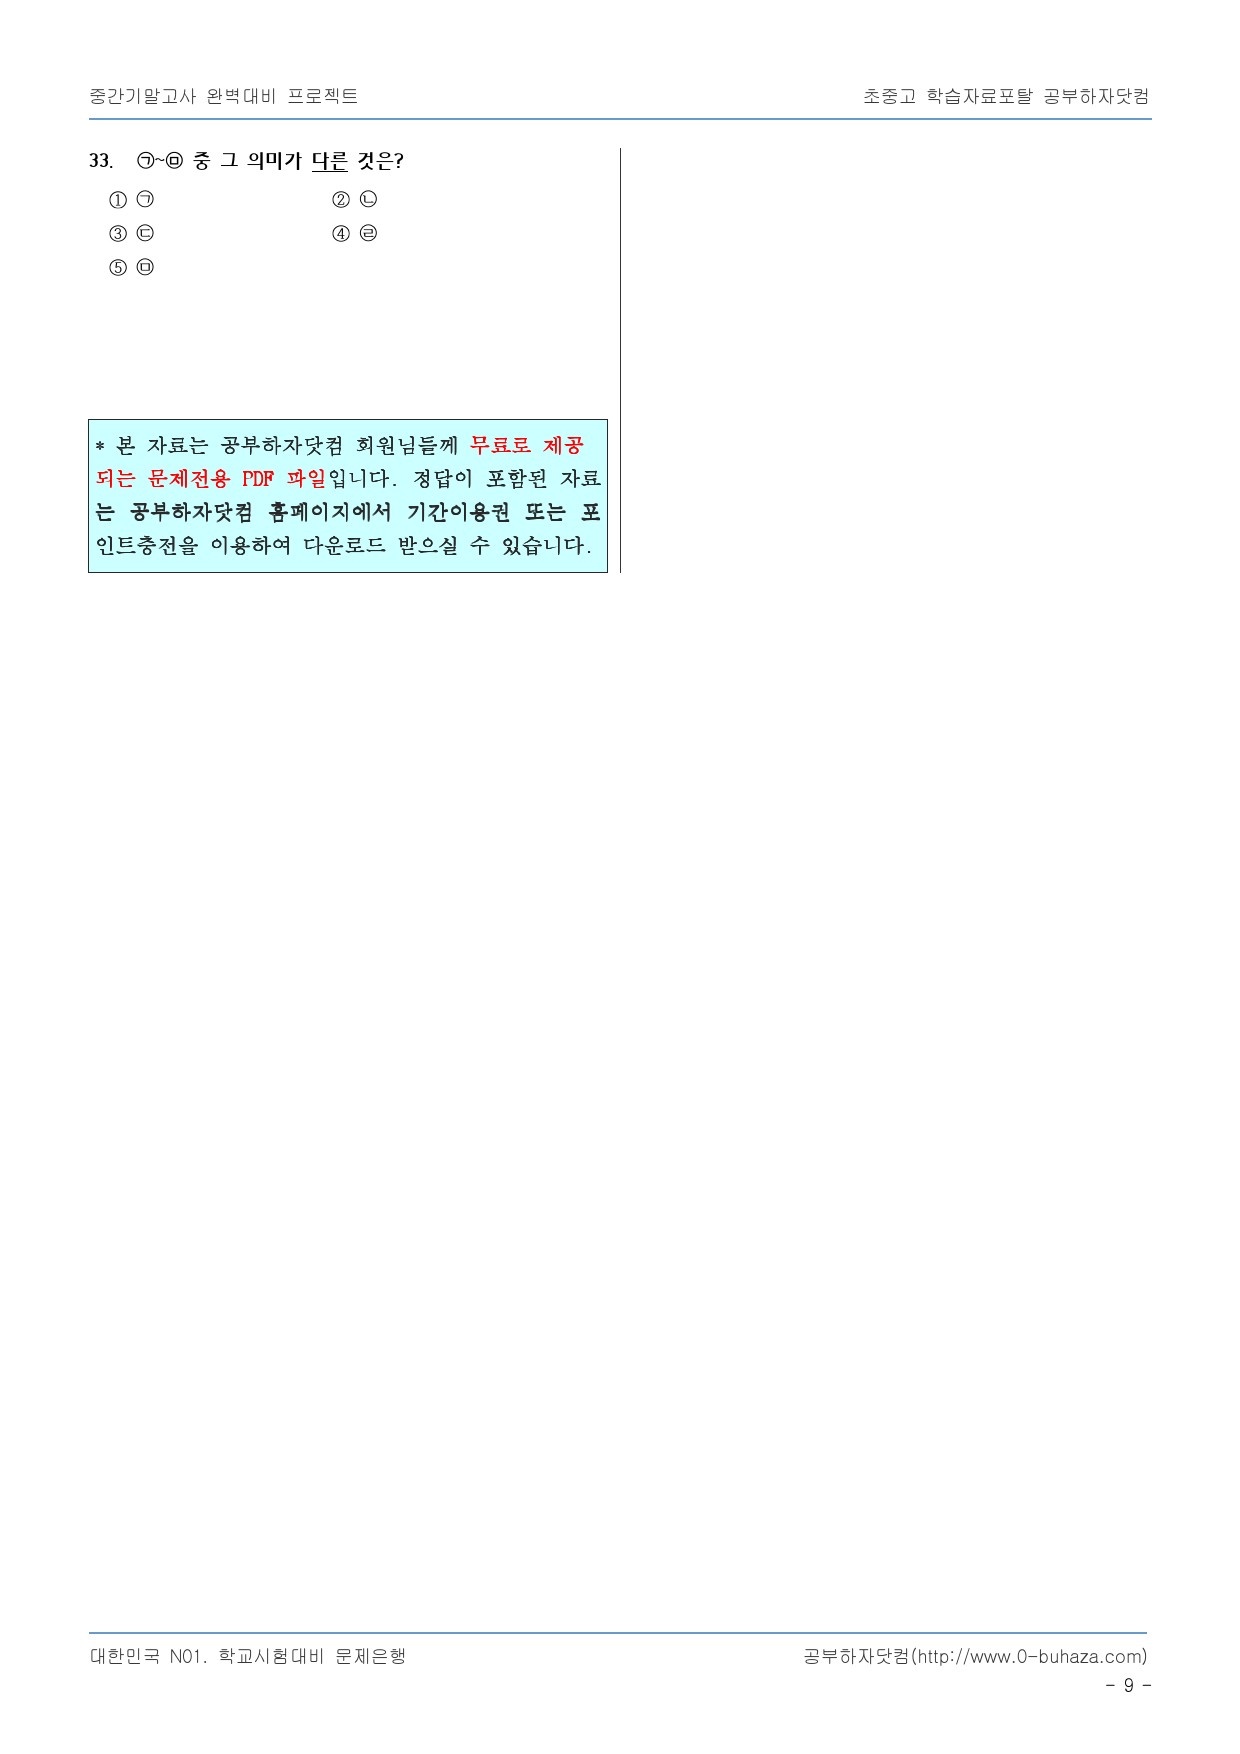 중간기말고사 완벽대비 프로젝트
초중고 학습자료포탈 공부하자닷컴
33. ㉠~㉤ 중 그 의미가 다른 것은?
① ㉠ ② ㉡
③ ㉢ ④ ㉣
⑤ ㉤
* 본 자료는 공부하자닷컴 회원님들께 무료로 제공
되는 문제전용 PDF 파일입니다. 정답이 포함된 자료
는 공부하자닷컴 홈페이지에서 기간이용권 또는 포
인트충전을 이용하여 다운로드 받으실 수 있습니다.
대한민국 N01. 학교시험대비 문제은행
공부하자닷컴(http://www.0-buhaza.com)
- 9 -